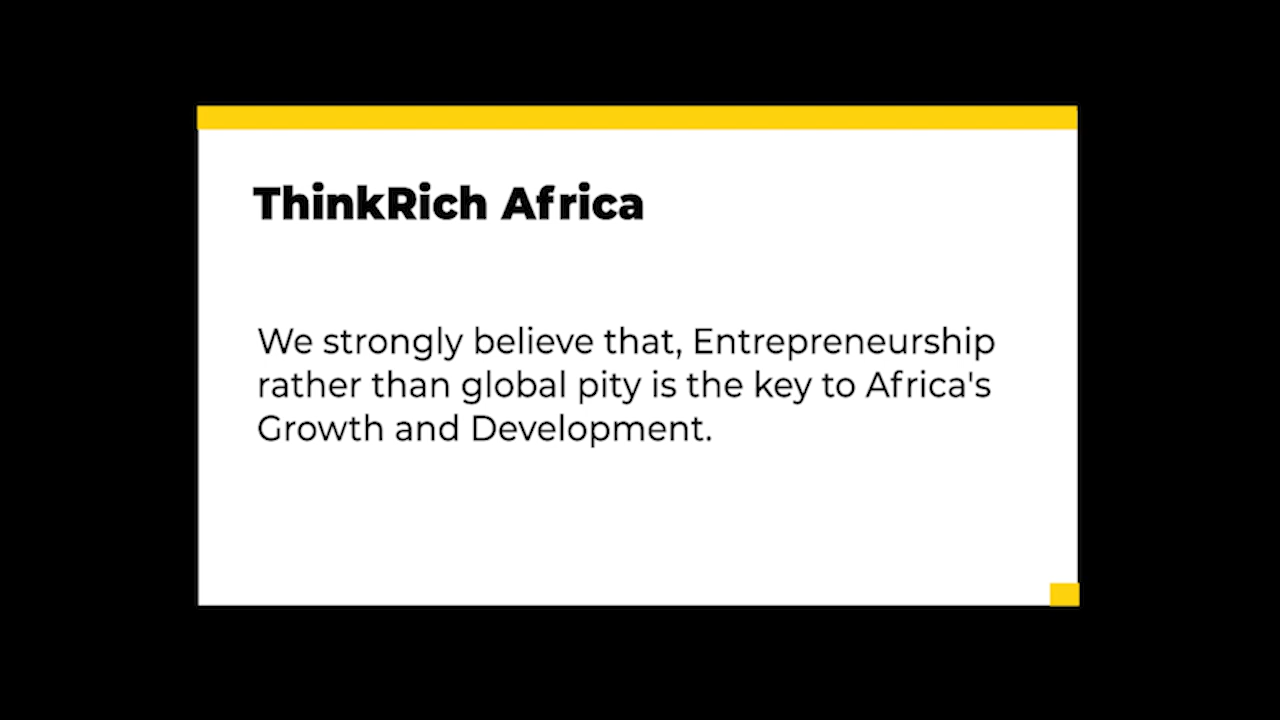 ThinkRich Africa
We strongly believe that, Entrepreneurship
rather than global pity is the key to Africa's
Growth and Development.